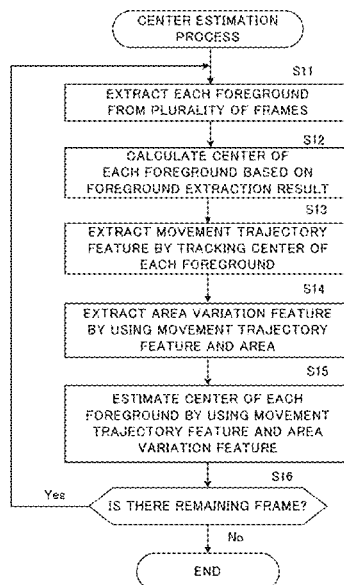 CENTER ESTIMATION
PROCESS
S11
EXTRACT EACH FOREGROUND
FROM PLURALITY OF FRAMES
S12
CALCULATE CENTER OF
EACH FOREGROUND BASED ON
FOREGROUND EXTRACTION RESULT
S13
EXTRACT MOVEMENT TRAJECTORY
FEATURE BY TRACKING CENTER OF
EACH FOREGROUND
S14
EXTRACT AREA VARIATION FEATURE
BY USING MOVEMENT TRAJECTORY
FEATURE AND AREA
S15
ESTIMATE CENTER OF EACH
FOREGROUND BY USING MOVEMENT
TRAJECTORY FEATURE AND AREA
VARIATION FEATURE
S16
Yes
IS THERE REMAINING FRAME?
No
END